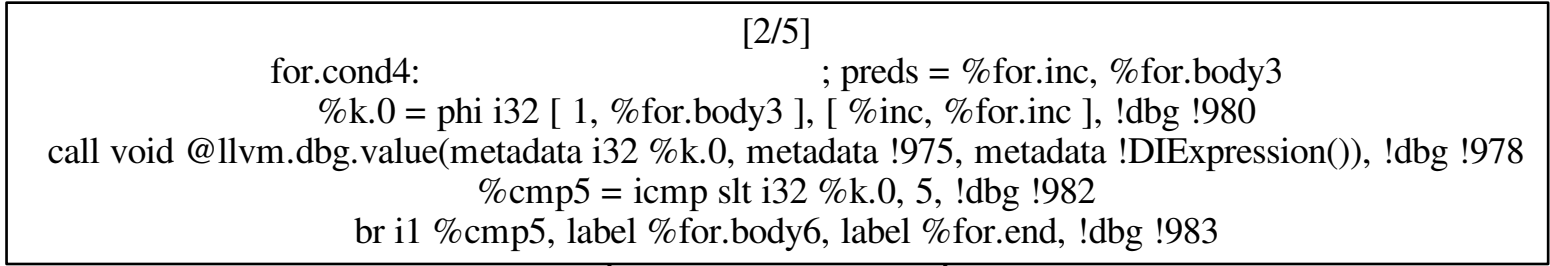 [2/5]
for.cond4: ; preds = %for.inc, %for.body3
%k.0 = phi i32 [ 1, %for.body3 ], [ %inc, %for.inc ], !dbg !980
call void @llvm.dbg.value(metadata i32 %k.0, metadata !975, metadata !DIExpression()), !dbg !978
%cmp5 = icmp slt i32 %k.0, 5, !dbg !982
br i1 %cmp5, label %for.body6, label %for.end, !dbg !983